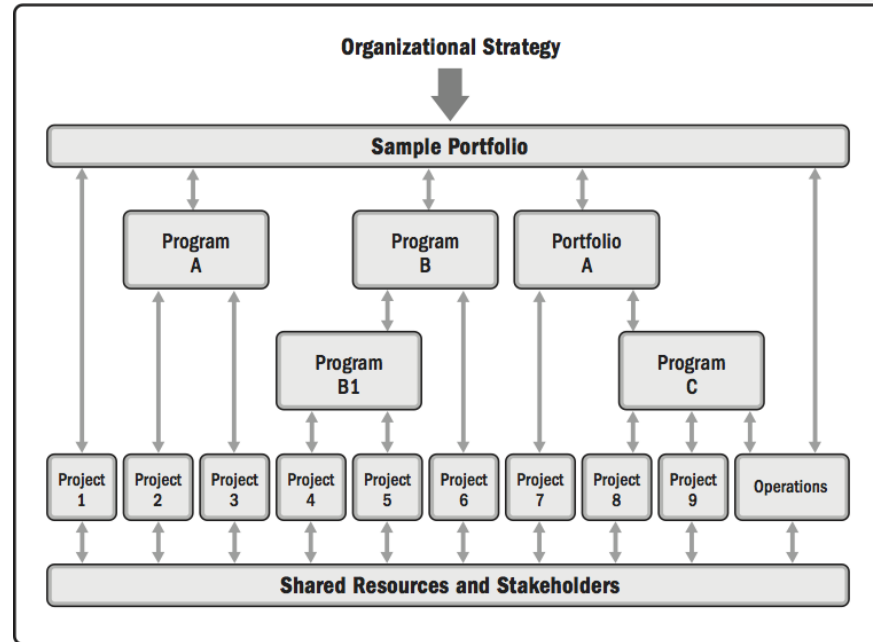 Organizational Strategy
Sample Portfolio
Program
A
Program
B
Portfolio
A
Program
B1
Program
C
Project
1
Project
2
Project
3
Project
4
Project
5
Project
6
Project
7
Project
8
Project
9
Operations
Shared Resources and Stakeholders